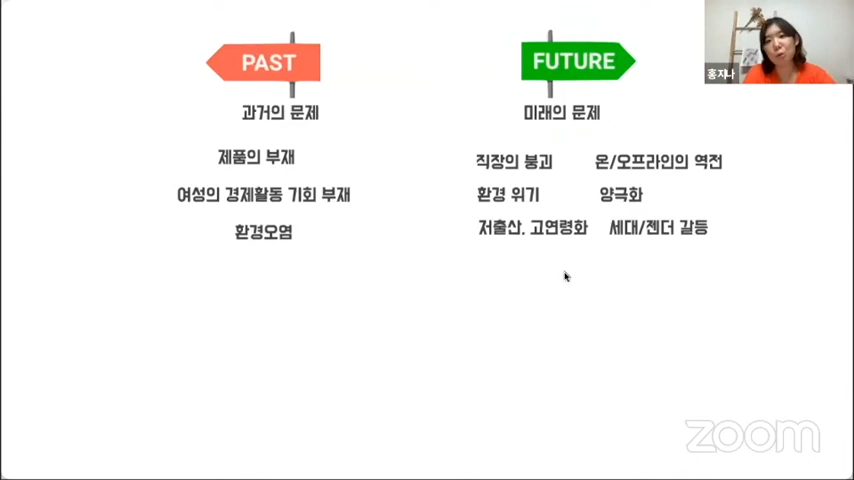 PAST
과거의 문제
제품의 부재
여성의 경제활동 기회 부재
환경오염
FUTURE
미래의 문제
직장의 붕괴 온/오프라인의 역전
환경 위기 양극화
저출산. 고연령화 세대/젠더 갈등
홍지나
zoom